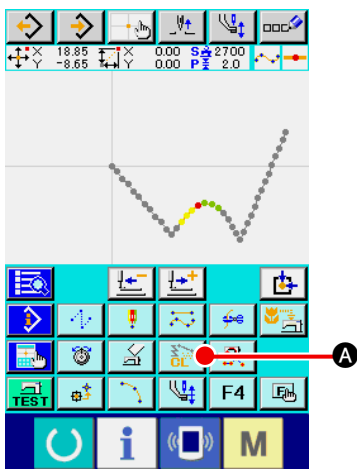 X 18.85 X 0.00 S 2700
Y -8.65 Y 0.00 P 2.0
CL
A
TEST F4
i M